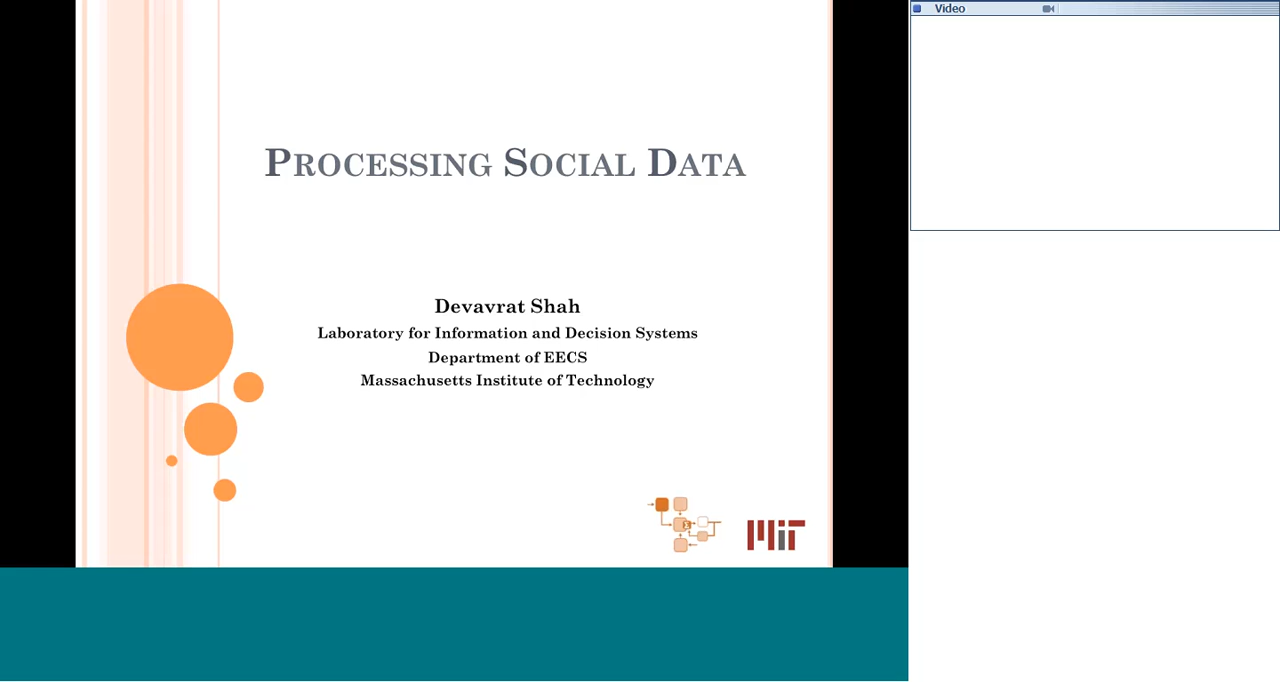 Video
PROCESSING SOCIAL DATA
Devavrat Shah
Laboratory for Information and Decision Systems
Department of EECS
Massachusetts Institute of Technology
MIT